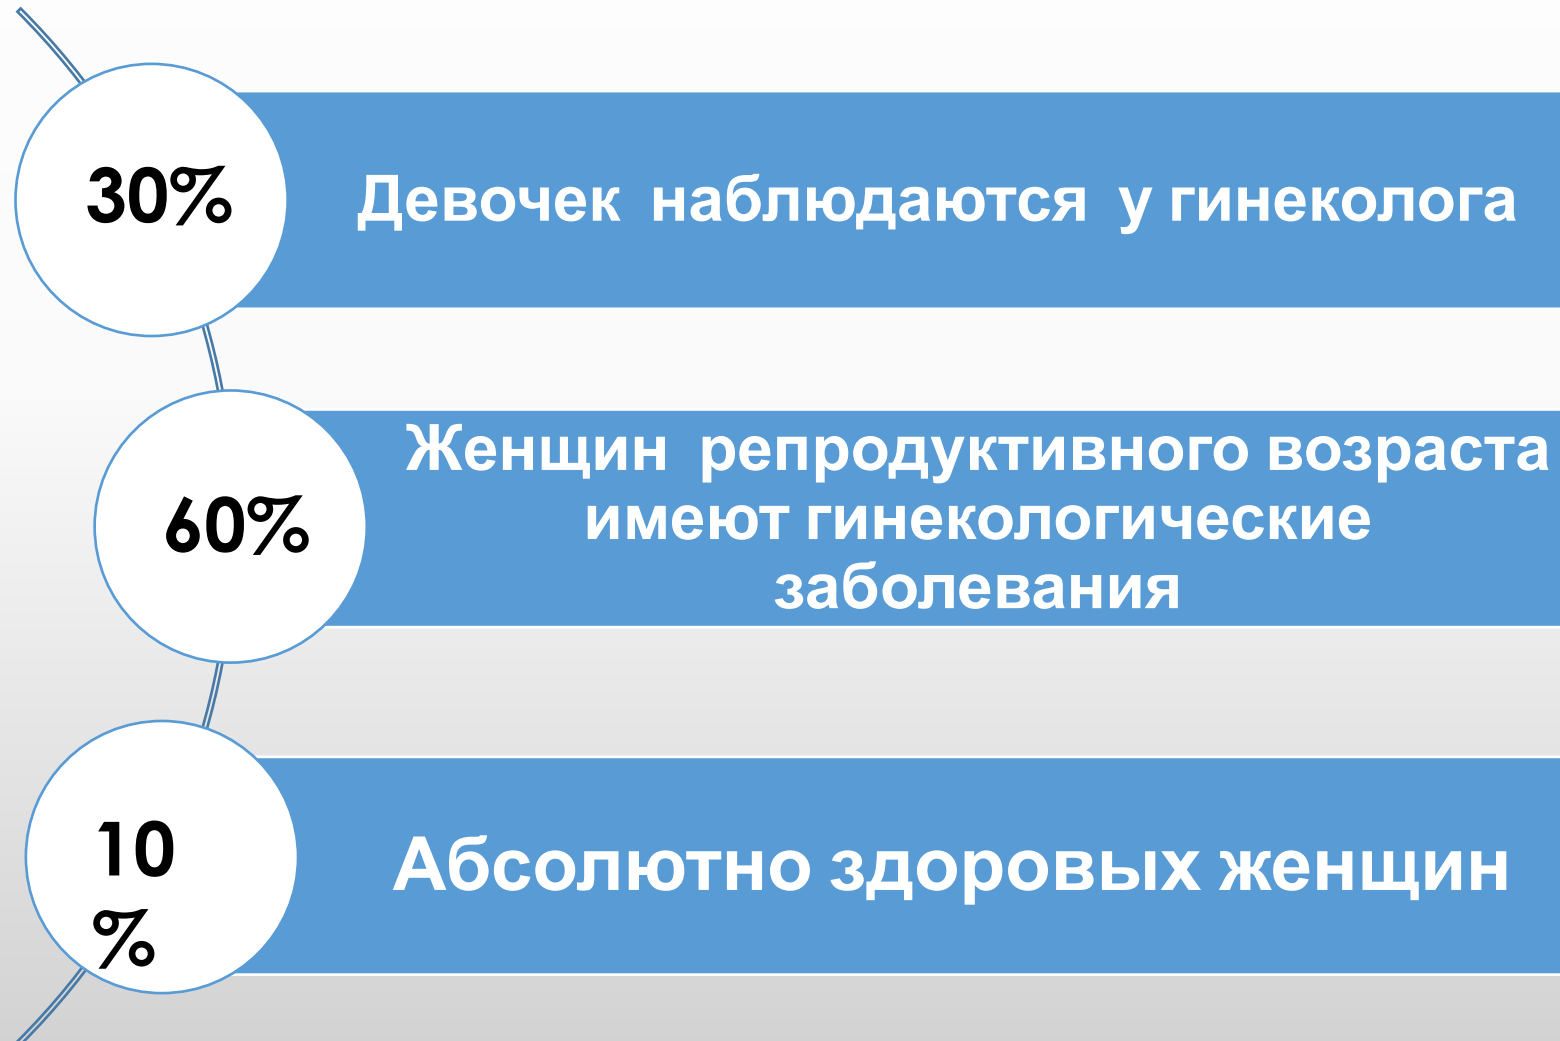 30%
Девочек наблюдаются у гинеколога
60%
Женщин репродуктивного возраста
имеют гинекологические
заболевания
10
%
Абсолютно здоровых женщин